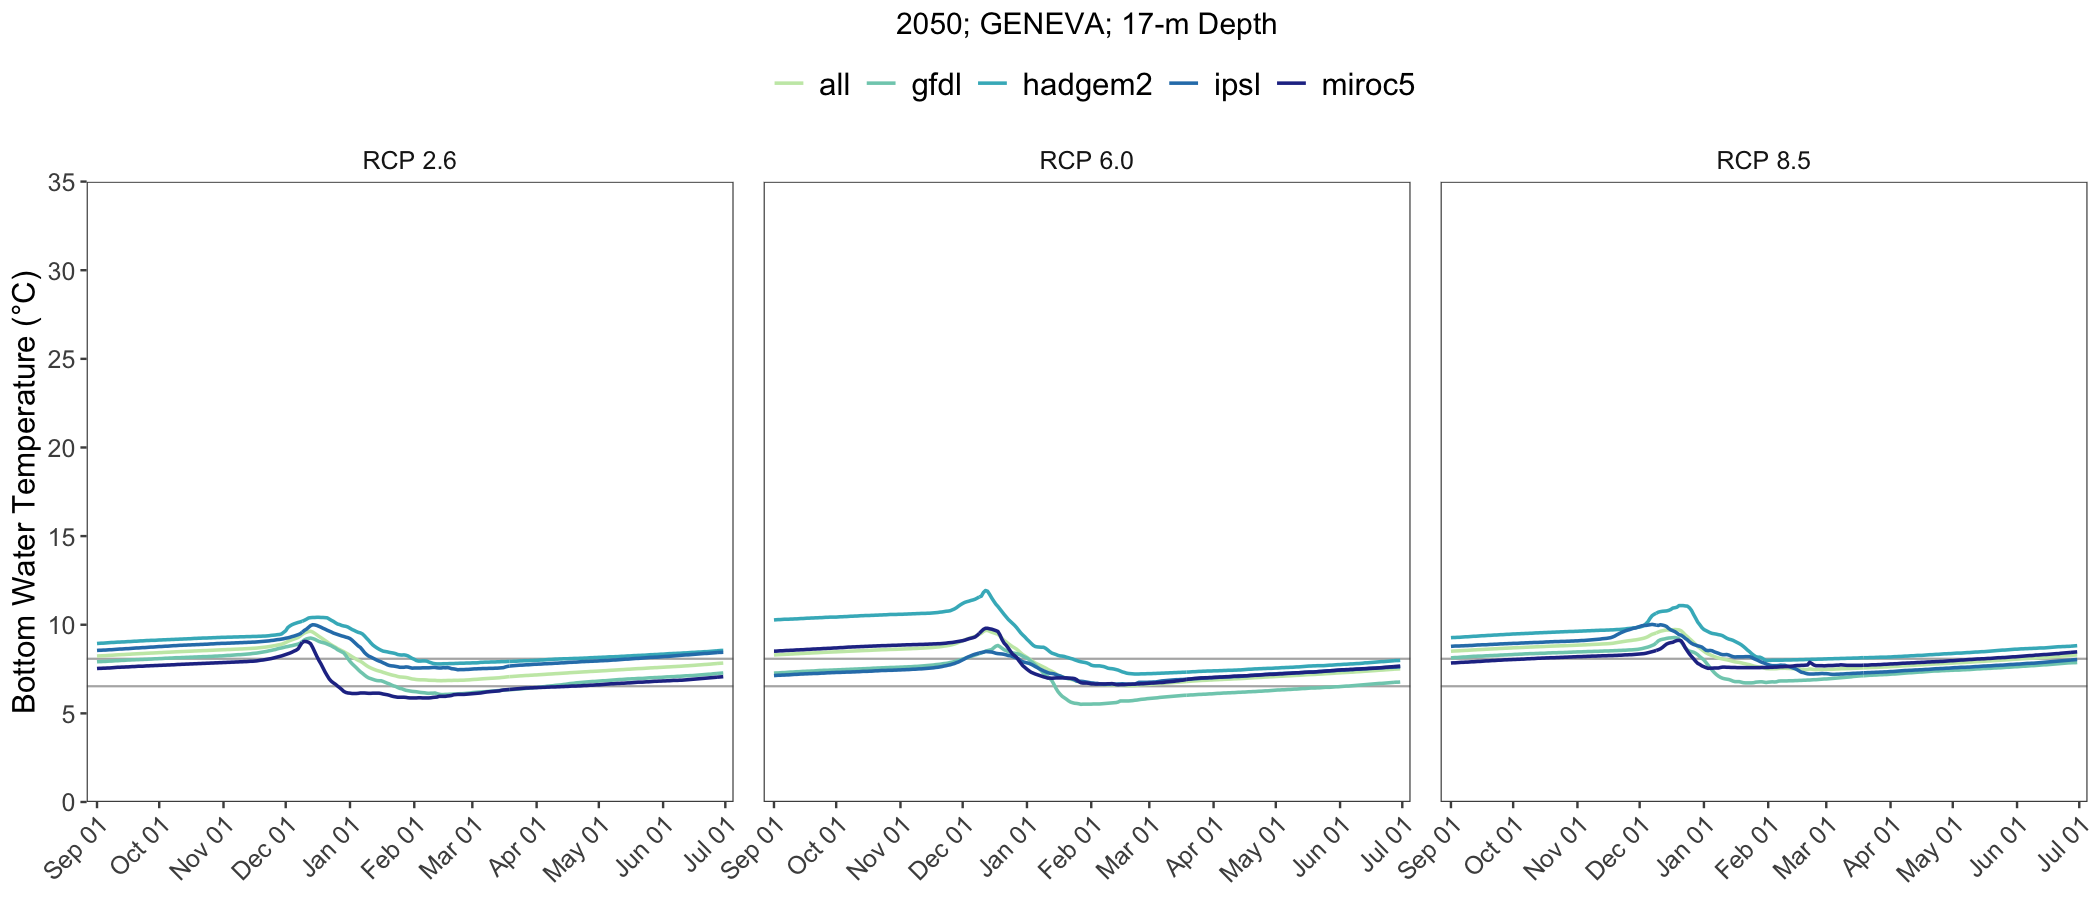 2050; GENEVA; 17-m Depth
all gfdl hadgem2 ipsl miroc5
RCP 2.6 RCP 6.0 RCP 8.5
Bottom Water Temperature (°C)
35
30
25
20
15
10
5
0
Sep 01 Oct 01 Nov 01 Dec 01 Jan 01 Feb 01 Mar 01 Apr 01 May 01 Jun 01 Jul 01
Sep 01 Oct 01 Nov 01 Dec 01 Jan 01 Feb 01 Mar 01 Apr 01 May 01 Jun 01 Jul 01
Sep 01 Oct 01 Nov 01 Dec 01 Jan 01 Feb 01 Mar 01 Apr 01 May 01 Jun 01 Jul 01